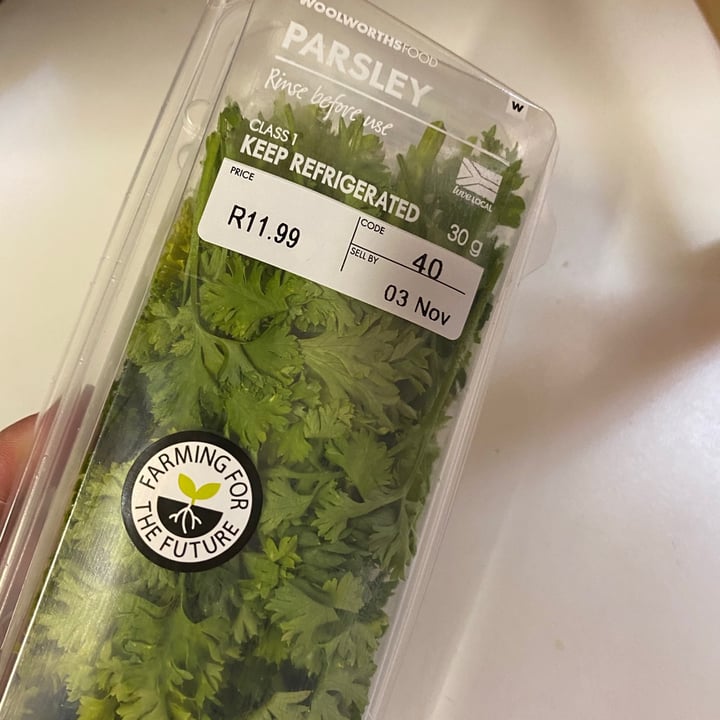 WOOLWORTHSFOOD
PARSLEY
Rinse before use
W
CLASS 1
KEEP REFRIGERATED
loveLOCAL
30 g
PRICE
R11.99
CODE
40
SELL BY
03 Nov
FARMING FOR
THE FUTURE